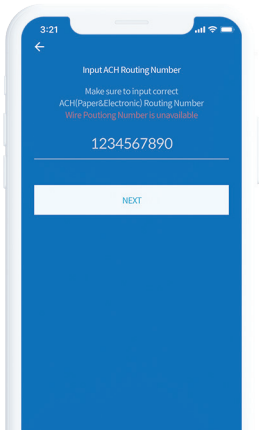 3:21
Input ACH Routing Number
Make sure to input correct
ACH(Paper&Electronic) Routing Number
Wire Poutiong Number is unavailable
1234567890
NEXT